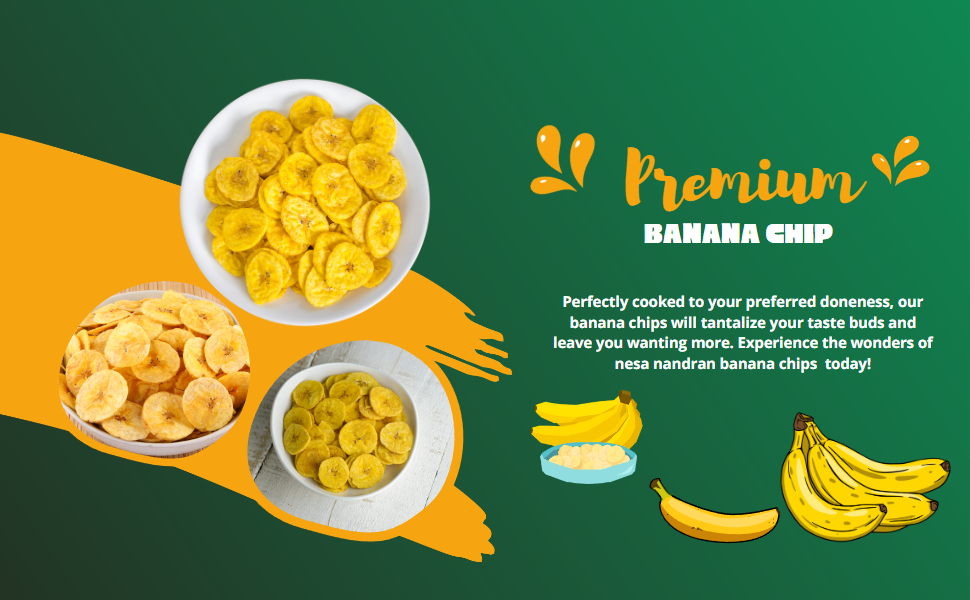 Premium
BANANA CHIP
Perfectly cooked to your preferred doneness, our
banana chips will tantalize your taste buds and
leave you wanting more. Experience the wonders of
nesa nandran banana chips  today!